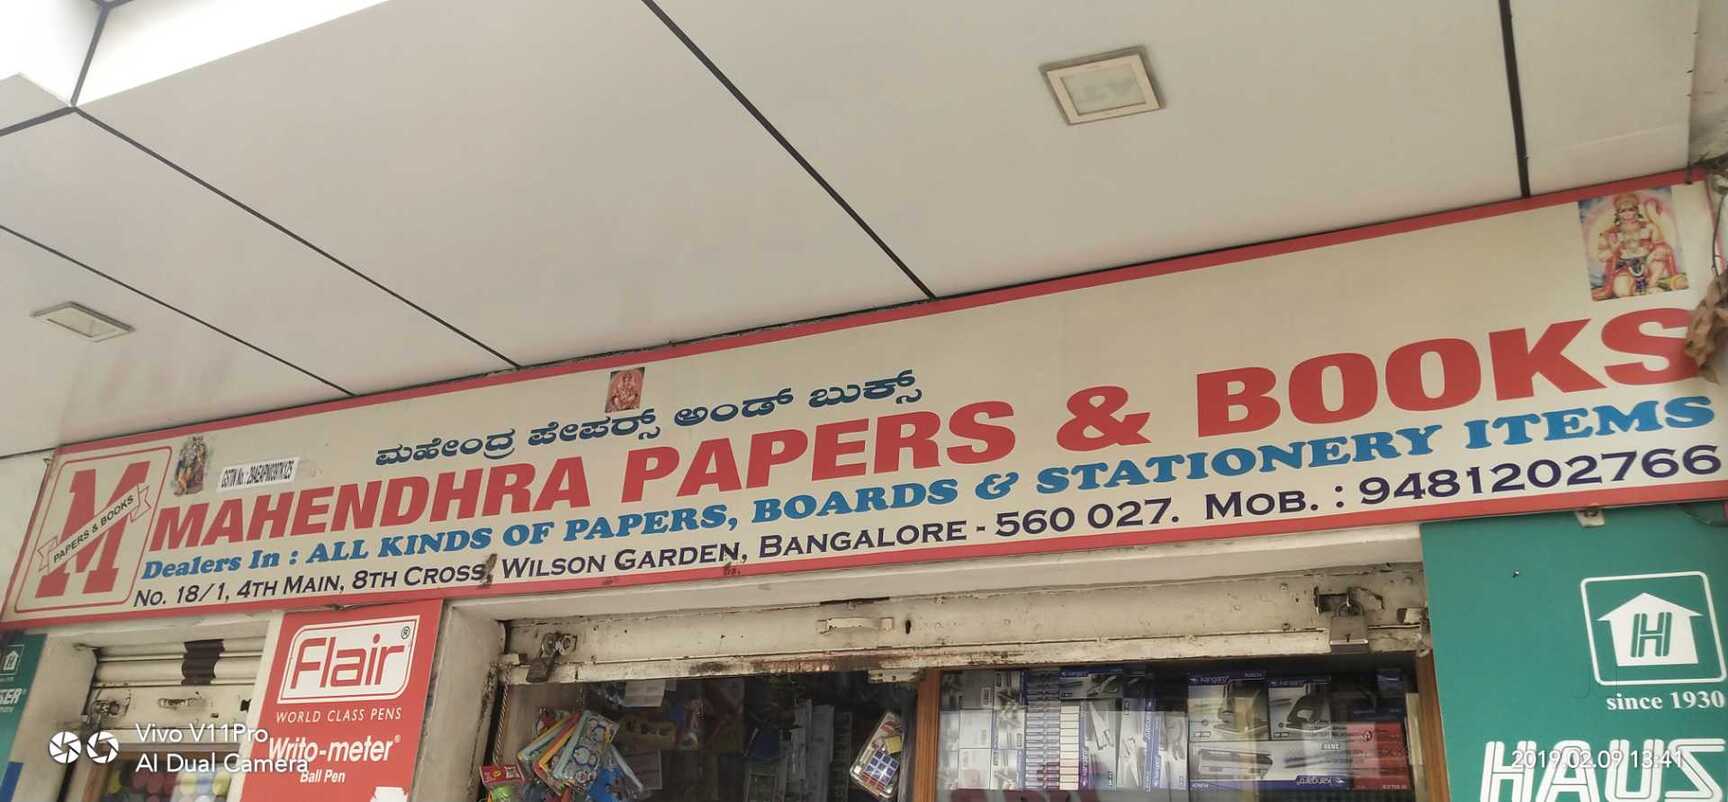 ಮಹೇಂದ್ರ ಪೇಪರ್ಸ್ ಅಂಡ್ ಬುಕ್ಸ್
MAHENDHRA PAPERS & BOOKS
M
PAPERS & BOOKS
Dealers In : ALL KINDS OF PAPERS, BOARDS & STATIONERY ITEMS
No. 18/1, 4TH MAIN, 8TH CROSS, WILSON GARDEN, BANGALORE - 560 027. MOB. : 9481202766
Flair®
WORLD CLASS PENS
Writo-meter®
Ball Pen
H
since 1930
HAUS
kangaro
Vivo V11Pro
AI Dual Camera
2019.02.09 13:41